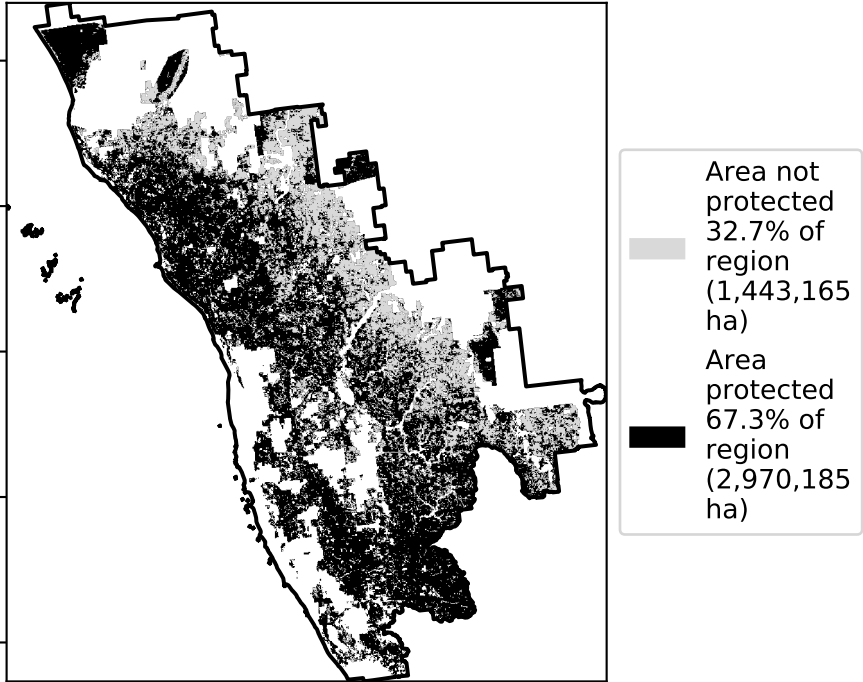 Area not
protected
32.7% of
region
(1,443,165
ha)
Area
protected
67.3% of
region
(2,970,185
ha)